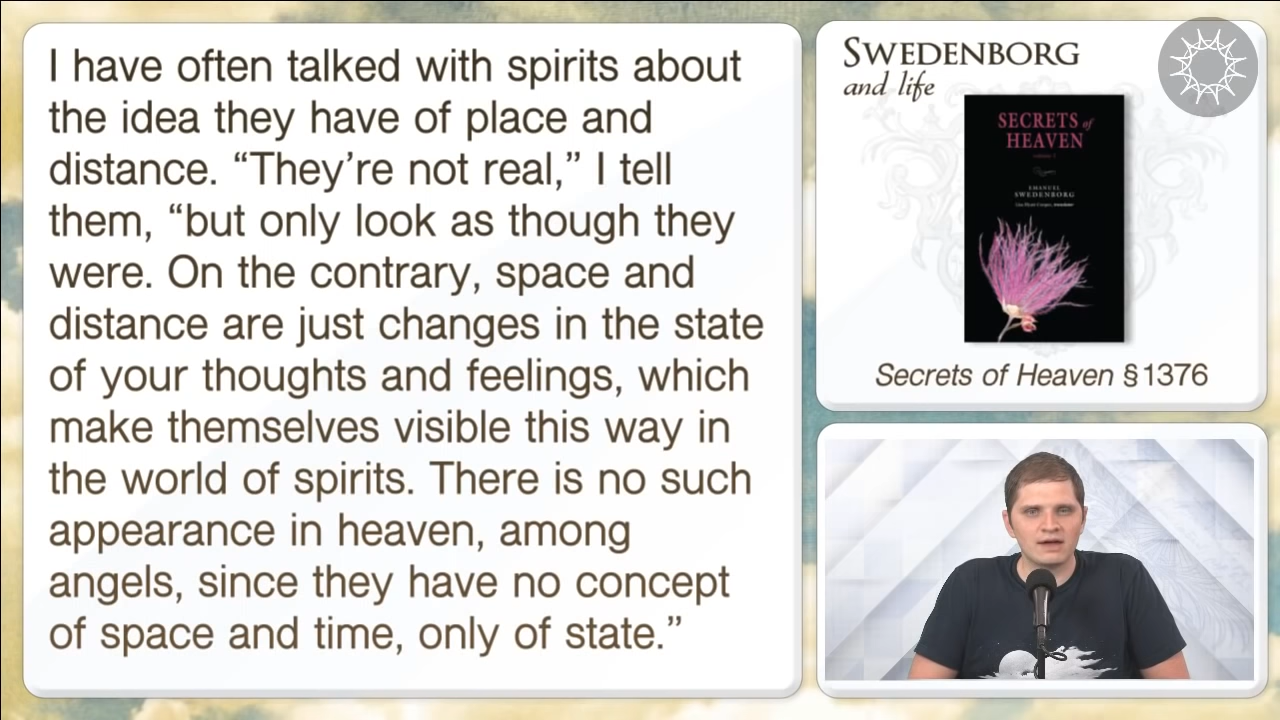 I have often talked with spirits about
the idea they have of place and
distance. “They’re not real,” I tell
them, “but only look as though they
were. On the contrary, space and
distance are just changes in the state
of your thoughts and feelings, which
make themselves visible this way in
the world of spirits. There is no such
appearance in heaven, among
angels, since they have no concept
of space and time, only of state.”
SWEDENBORG
and life
SECRETS of
HEAVEN
EMANUEL
SWEDENBORG
Secrets of Heaven §1376